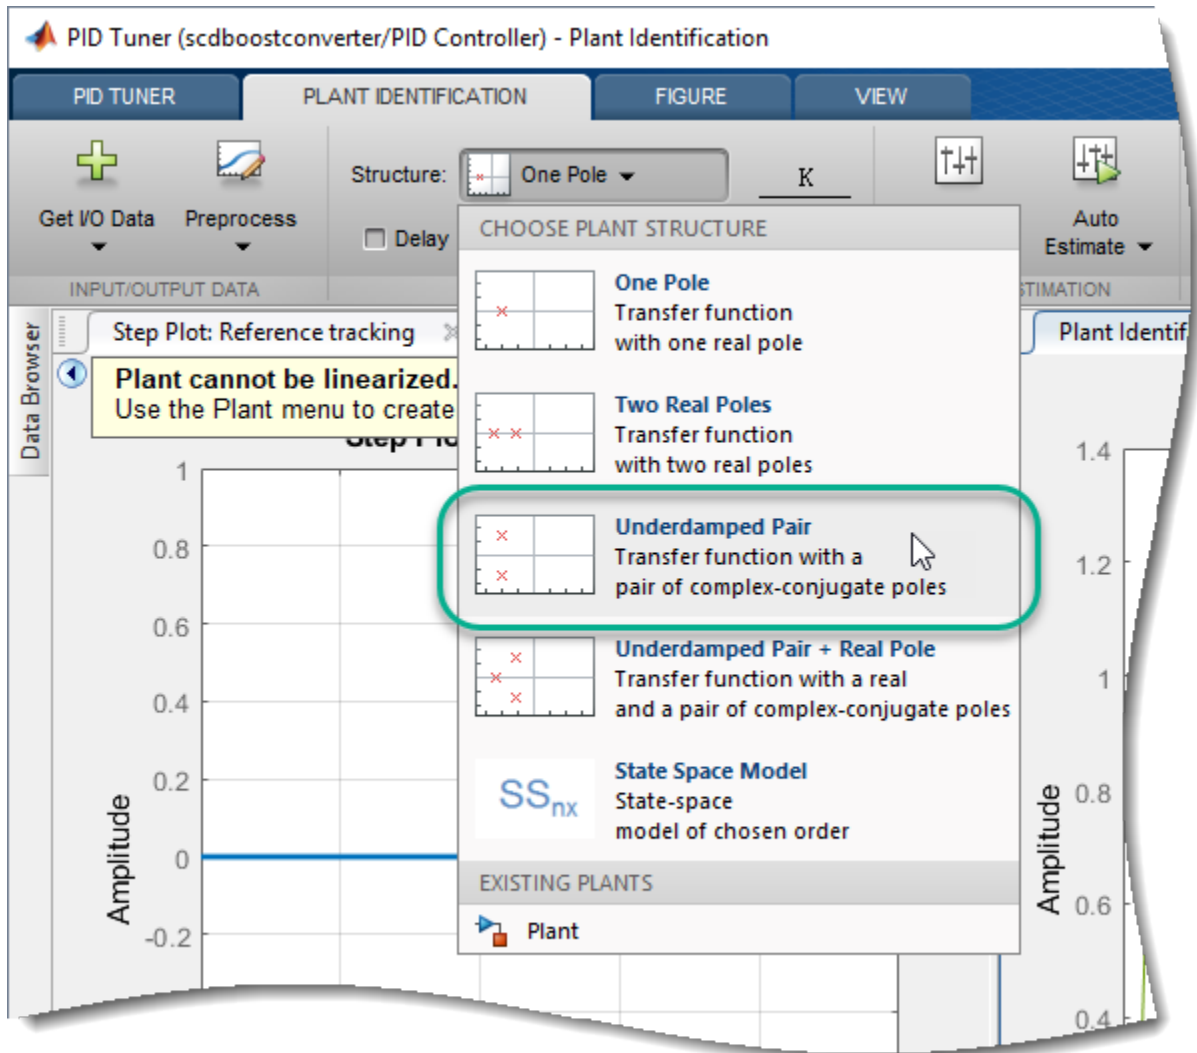 PID Tuner (scdboostconverter/PID Controller) - Plant Identification
PID TUNER
PLANT IDENTIFICATION
FIGURE
VIEW
Get I/O Data
Preprocess
Structure:
One Pole
K
Delay
Auto
Estimate
INPUT/OUTPUT DATA
CHOOSE PLANT STRUCTURE
One Pole
Transfer function
with one real pole
Two Real Poles
Transfer function
with two real poles
Underdamped Pair
Transfer function with a
pair of complex-conjugate poles
Underdamped Pair + Real Pole
Transfer function with a real
and a pair of complex-conjugate poles
SSnx
State Space Model
State-space
model of chosen order
EXISTING PLANTS
Plant
Data Browser
Step Plot: Reference tracking
Plant cannot be linearized.
Use the Plant menu to create
1
0.8
0.6
0.4
0.2
0
-0.2
Amplitude
Plant Identif
1.4
1.2
1
0.8
0.6
0.4
Amplitude